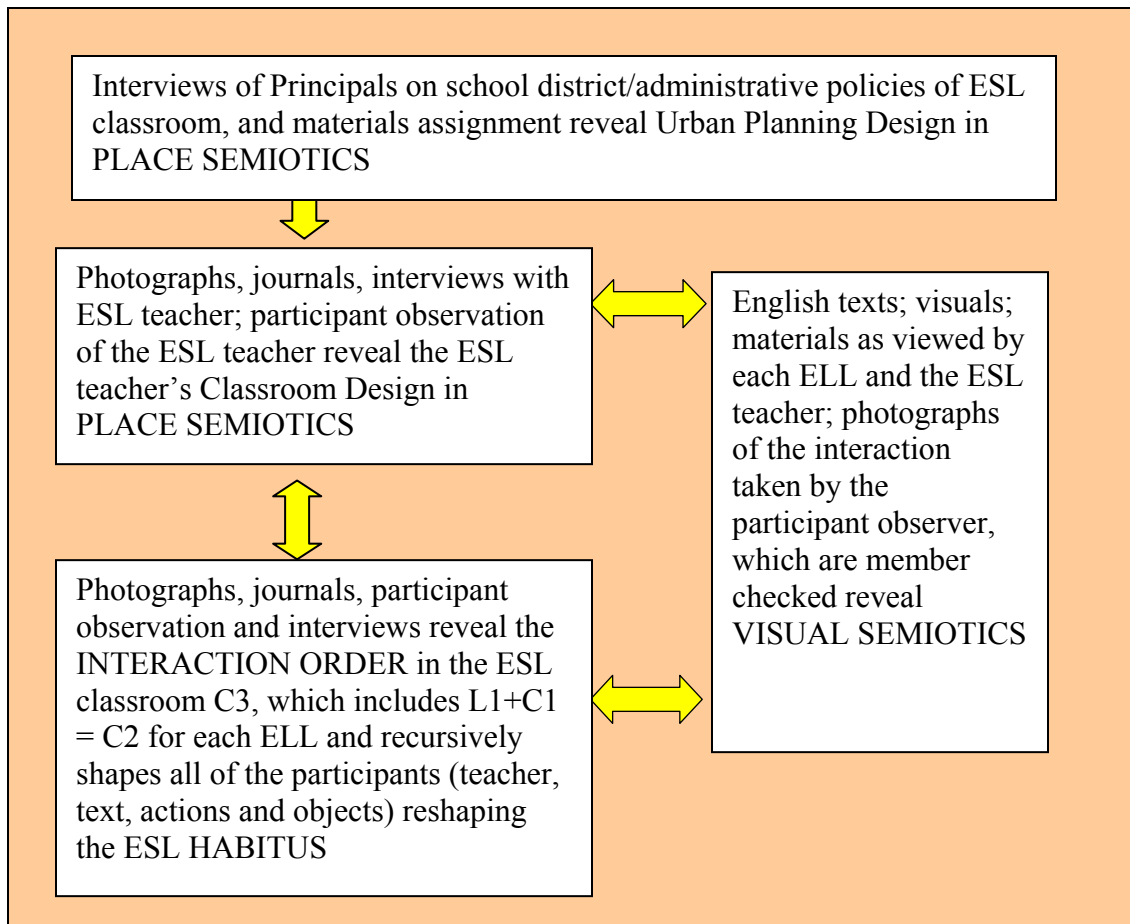 Interviews of Principals on school district/administrative policies of ESL
classroom, and materials assignment reveal Urban Planning Design in
PLACE SEMIOTICS
Photographs, journals, interviews with
ESL teacher; participant observation
of the ESL teacher reveal the ESL
teacher’s Classroom Design in
PLACE SEMIOTICS
English texts; visuals;
materials as viewed by
each ELL and the ESL
teacher; photographs
of the interaction
taken by the
participant observer,
which are member
checked reveal
VISUAL SEMIOTICS
Photographs, journals, participant
observation and interviews reveal the
INTERACTION ORDER in the ESL
classroom C3, which includes L1+C1
= C2 for each ELL and recursively
shapes all of the participants (teacher,
text, actions and objects) reshaping
the ESL HABITUS